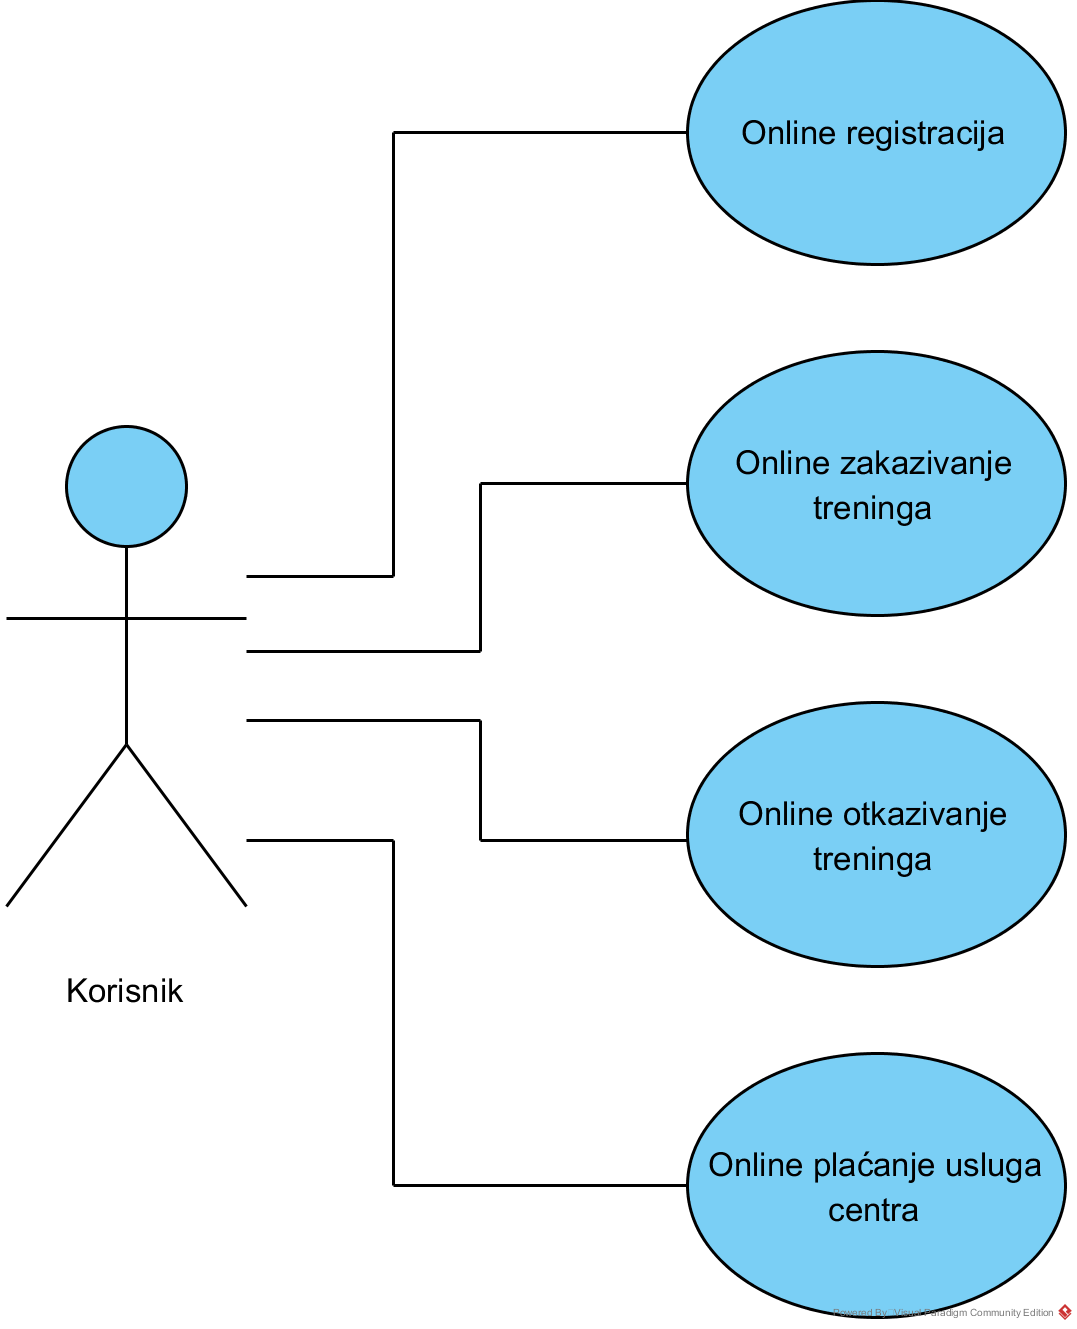 Online registracija
Online zakazivanje
treninga
Online otkazivanje
treninga
Korisnik
Online plaćanje usluga
centra
Powered By Visual Paradigm Community Edition